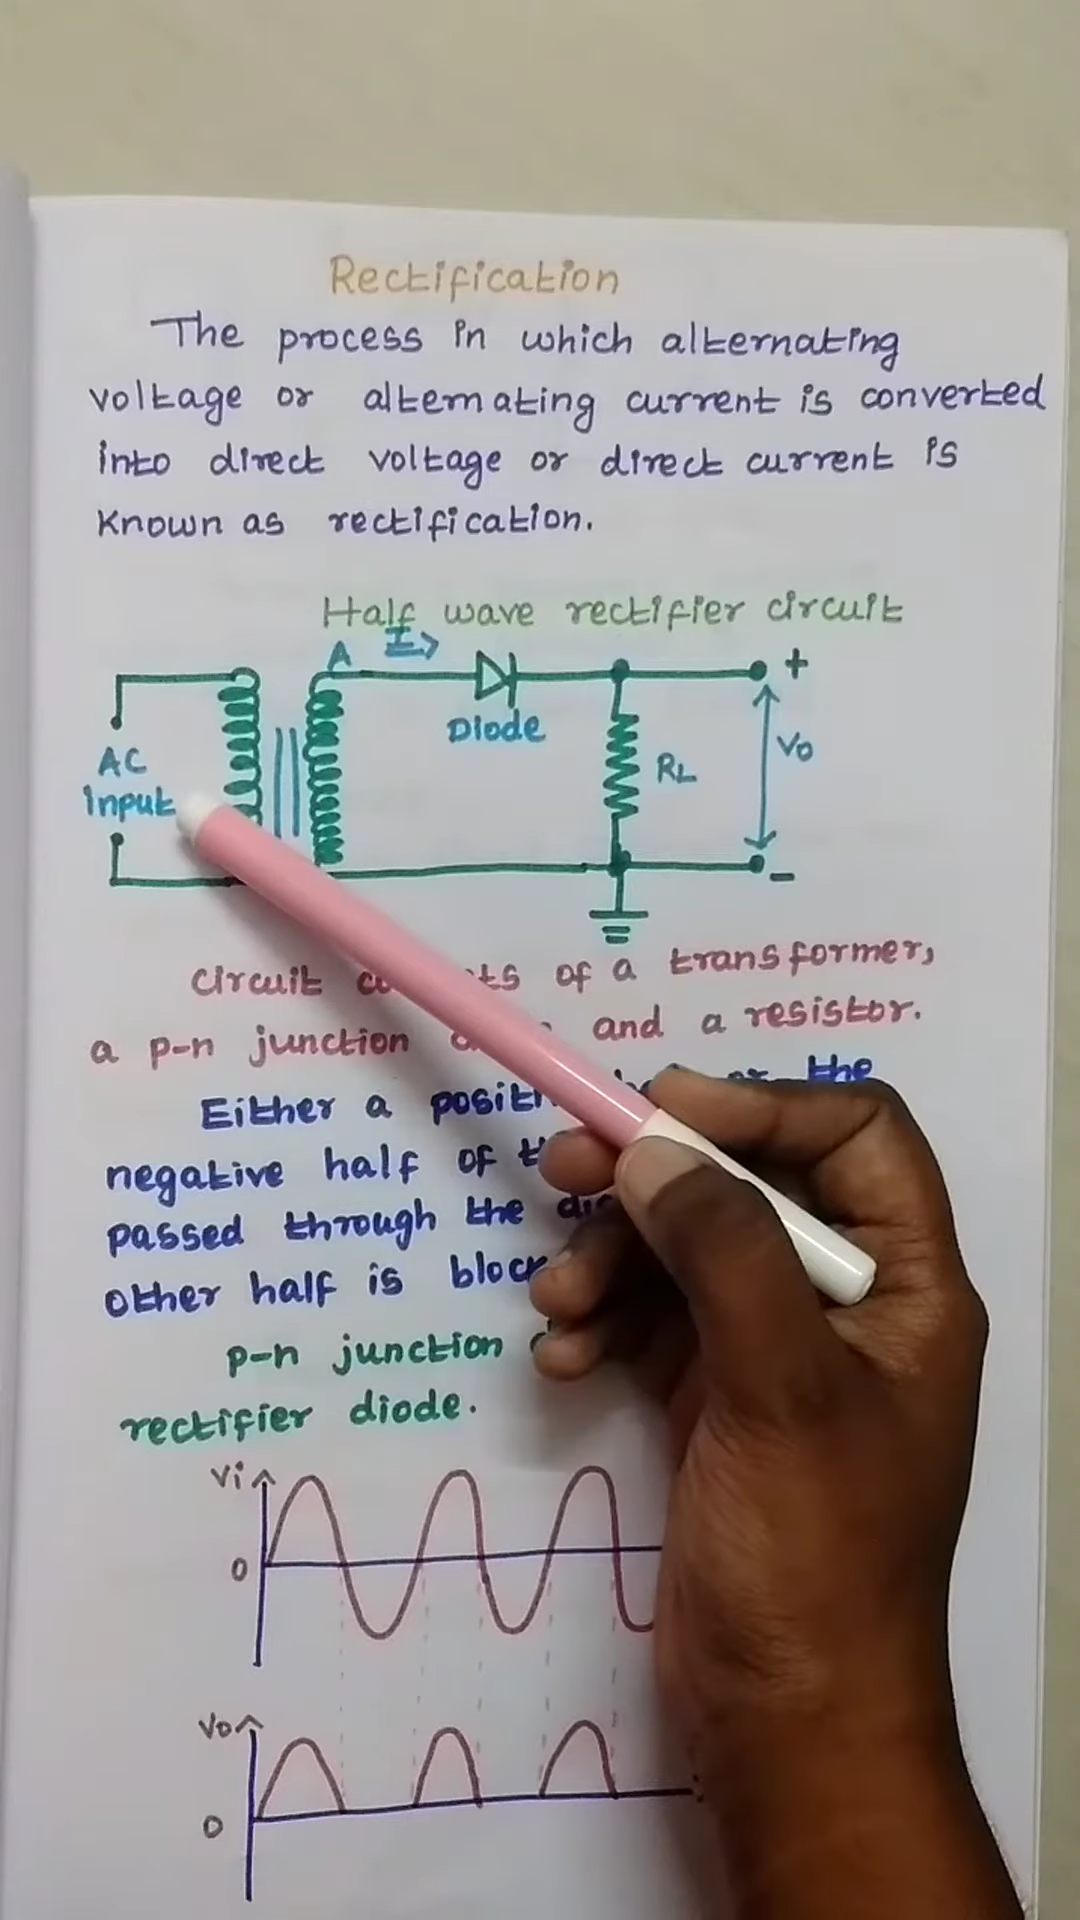 Rectification
The process in which alternating
voltage or alternating current is converted
into direct voltage or direct current is
known as rectification.
Half wave rectifier circuit
A I
+
Diode
AC
Input
RL
Vo
-
Circuit of a transformer,
a p-n junction and a resistor.
Either a the
negative half of
passed through the
other half is
p-n junction
rectifier diode.
Vi
0
Vo
0